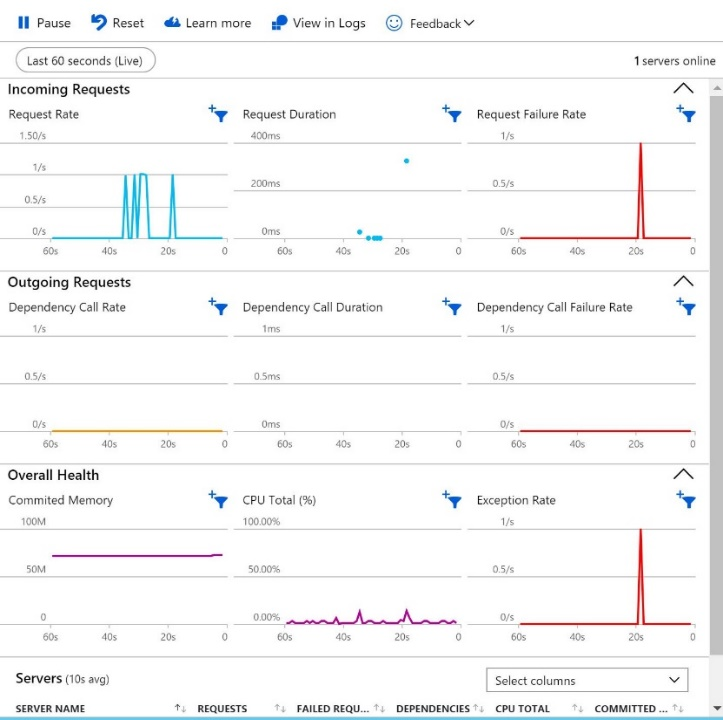 Pause Reset Learn more View in Logs Feedback
Last 60 seconds (Live) 1 servers online
Incoming Requests
Request Rate Request Duration Request Failure Rate
1.50/s 400ms 1/s
1/s
0.5/s 200ms 0.5/s
0/s 0ms 0/s
60s 40s 20s 0 60s 40s 20s 0 60s 40s 20s 0
Outgoing Requests
Dependency Call Rate Dependency Call Duration Dependency Call Failure Rate
1/s 1ms 1/s
0.5/s 0.5ms 0.5/s
0/s 0ms 0/s
60s 40s 20s 0 60s 40s 20s 0 60s 40s 20s 0
Overall Health
Commited Memory CPU Total (%) Exception Rate
100M 100.00% 1/s
50M 50.00% 0.5/s
0 0.00% 0/s
60s 40s 20s 0 60s 40s 20s 0 60s 40s 20s 0
Servers (10s avg) Select columns
SERVER NAME REQUESTS FAILED REQU... DEPENDENCIES CPU TOTAL COMMITTED ...